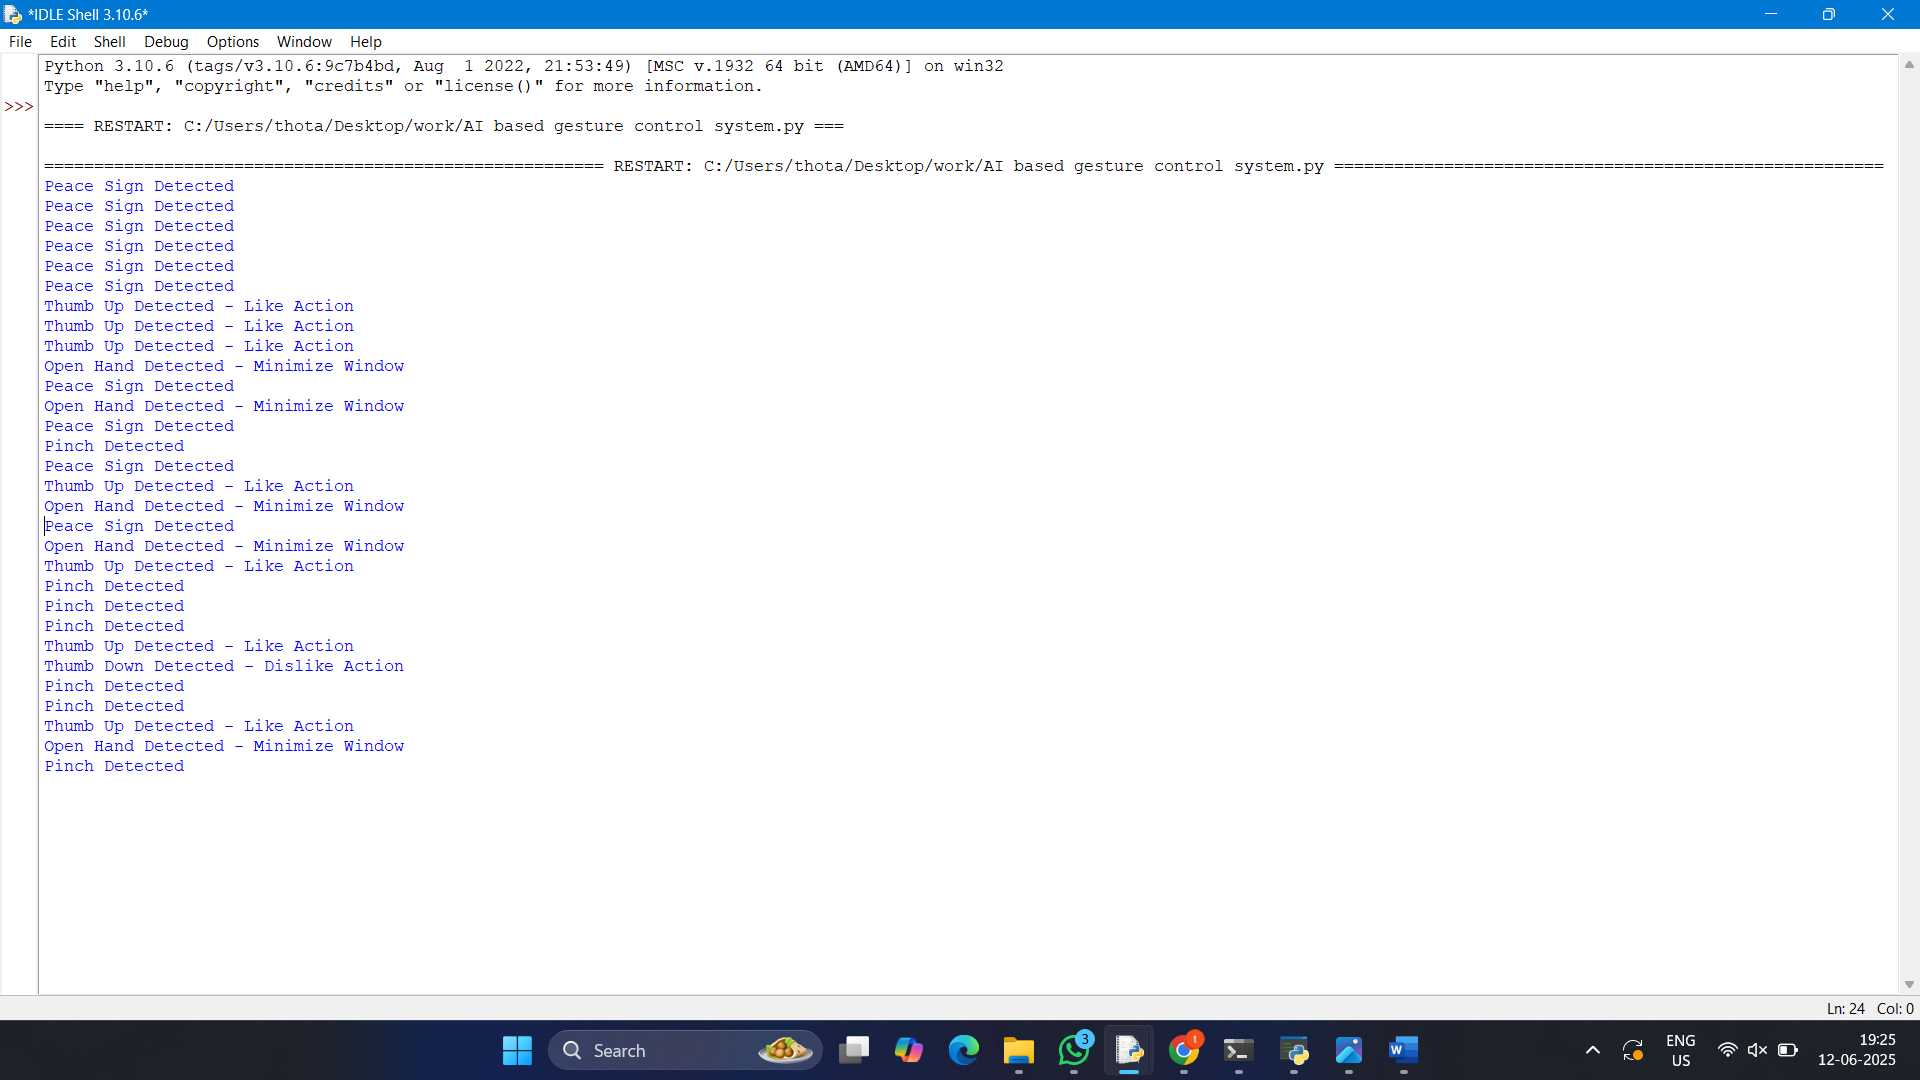 *IDLE Shell 3.10.6*
File Edit Shell Debug Options Window Help
Python 3.10.6 (tags/v3.10.6:9c7b4bd, Aug  1 2022, 21:53:49) [MSC v.1932 64 bit (AMD64)] on win32
Type "help", "copyright", "credits" or "license()" for more information.
>>>
==== RESTART: C:/Users/thota/Desktop/work/AI based gesture control system.py ===
======================================================== RESTART: C:/Users/thota/Desktop/work/AI based gesture control system.py =======================================================
Peace Sign Detected
Peace Sign Detected
Peace Sign Detected
Peace Sign Detected
Peace Sign Detected
Peace Sign Detected
Thumb Up Detected - Like Action
Thumb Up Detected - Like Action
Thumb Up Detected - Like Action
Open Hand Detected - Minimize Window
Peace Sign Detected
Open Hand Detected - Minimize Window
Peace Sign Detected
Pinch Detected
Peace Sign Detected
Thumb Up Detected - Like Action
Open Hand Detected - Minimize Window
Peace Sign Detected
Open Hand Detected - Minimize Window
Thumb Up Detected - Like Action
Pinch Detected
Pinch Detected
Pinch Detected
Thumb Up Detected - Like Action
Thumb Down Detected - Dislike Action
Pinch Detected
Pinch Detected
Thumb Up Detected - Like Action
Open Hand Detected - Minimize Window
Pinch Detected
Ln: 24 Col: 0
Search
3
t
W
ENG
US
19:25
12-06-2025